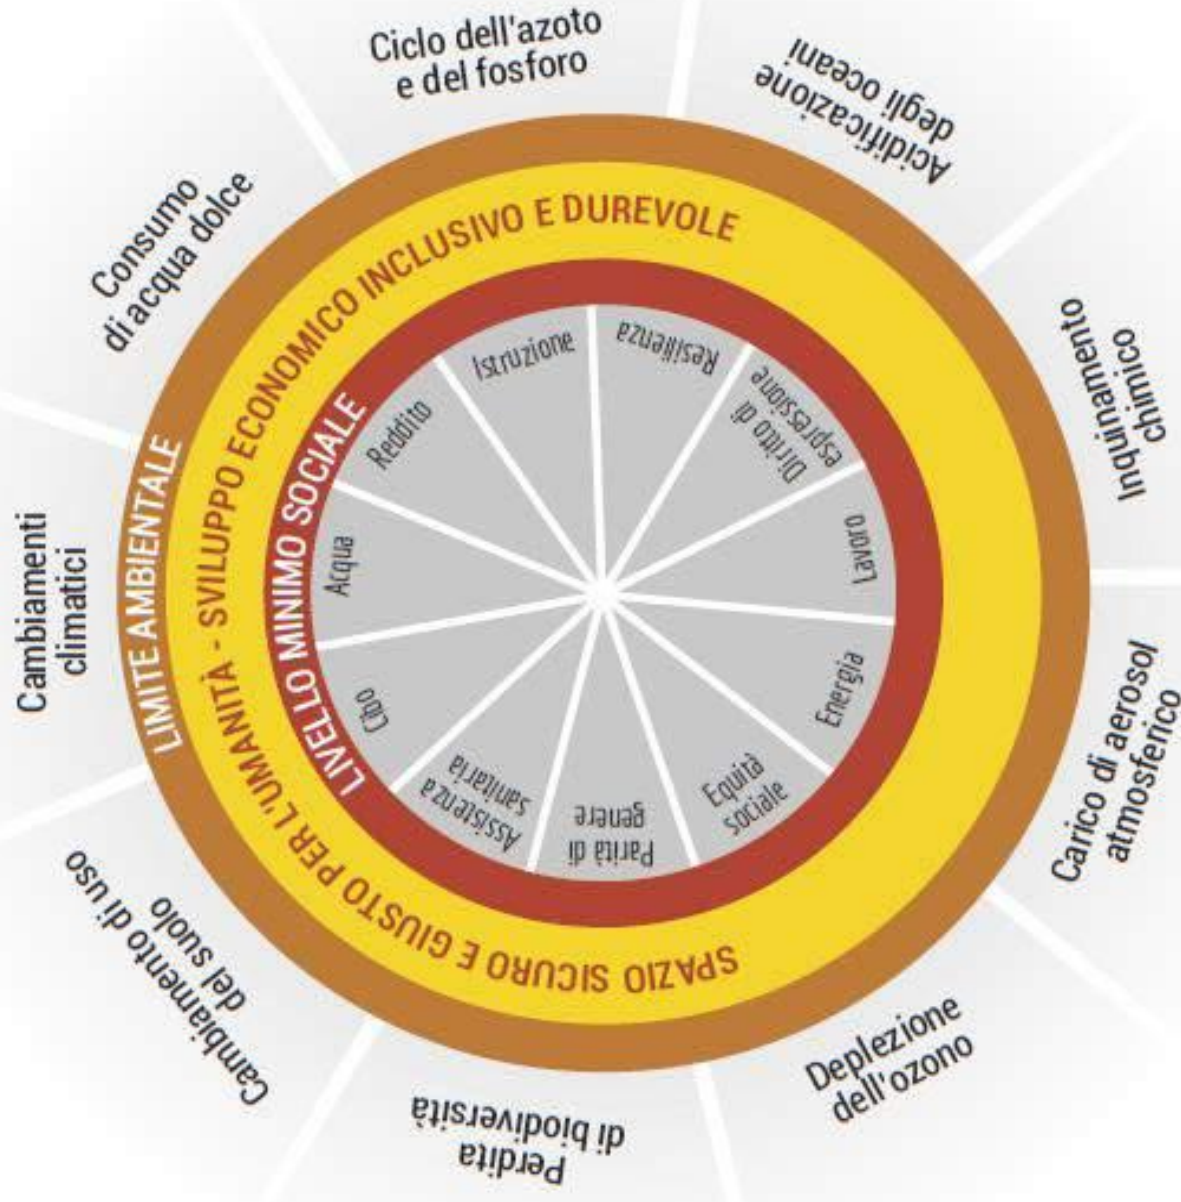 Ciclo dell'azoto
e del fosforo
Acidificazione
degli oceani
Inquinamento
chimico
Carico di aerosol
atmosferico
Deplezione
dell'ozono
Perdita
di biodiversità
Cambiamento di uso
del suolo
Cambiamenti
climatici
Consumo
di acqua dolce
LIMITE AMBIENTALE
SPAZIO SICURO E GIUSTO PER L'UMANITÀ - SVILUPPO ECONOMICO INCLUSIVO E DUREVOLE
LIVELLO MINIMO SOCIALE
Istruzione
Resilienza
Diritto di
espressione
Lavoro
Energia
Equità
sociale
Parità di
genere
Assistenza
sanitaria
Cibo
Acqua
Reddito